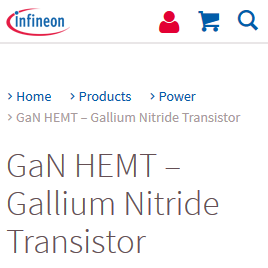 infineon
Home Products Power
GaN HEMT – Gallium Nitride Transistor
GaN HEMT –
Gallium Nitride
Transistor